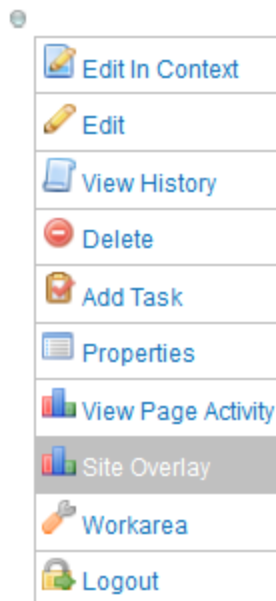 Edit In Context
Edit
View History
Delete
Add Task
Properties
View Page Activity
Site Overlay
Workarea
Logout